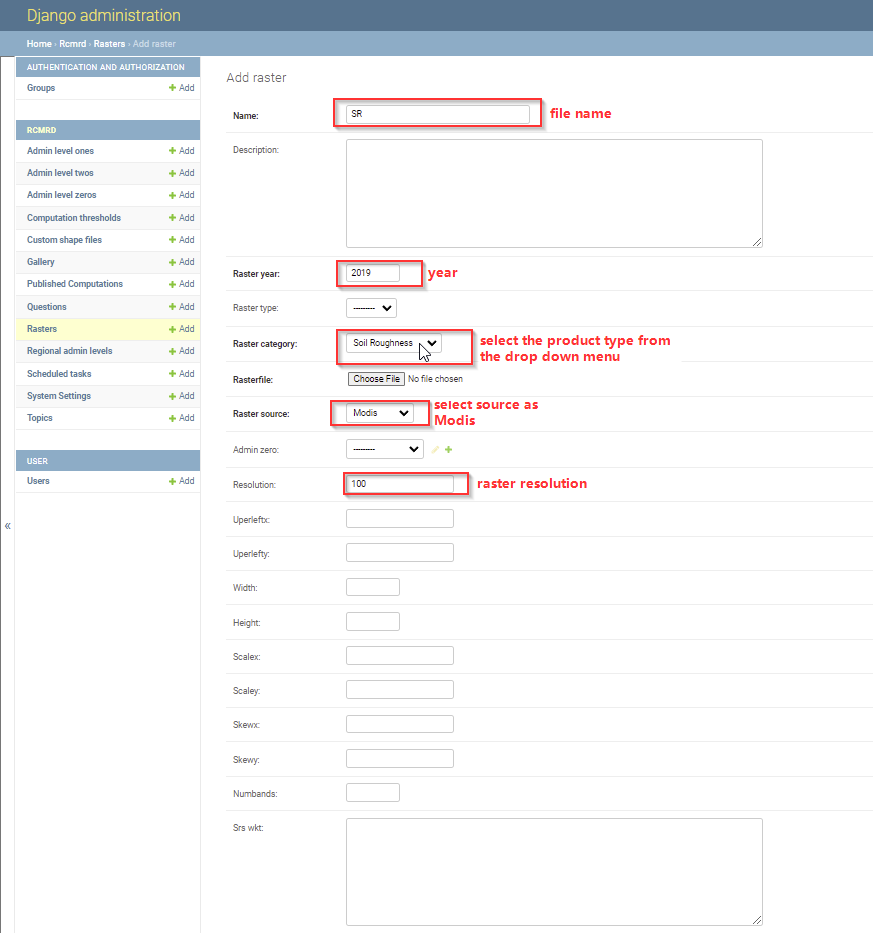 Django administration
Home › Rcmrd › Rasters › Add raster
AUTHENTICATION AND AUTHORIZATION
Groups + Add
RCMRD
Admin level ones + Add
Admin level twos + Add
Admin level zeros + Add
Computation thresholds + Add
Custom shape files + Add
Gallery + Add
Published Computations + Add
Questions + Add
Rasters + Add
Regional admin levels + Add
Scheduled tasks + Add
System Settings + Add
Topics + Add
USER
Users + Add
«
Add raster
Name: SR file name
Description:
Raster year: 2019 year
Raster type: ---------
Raster category: Soil Roughness select the product type from
the drop down menu
Rasterfile: Choose File No file chosen
Raster source: Modis select source as
Modis
Admin zero: ---------
Resolution: 100 raster resolution
Uperleftx:
Uperlefty:
Width:
Height:
Scalex:
Scaley:
Skewx:
Skewy:
Numbands:
Srs wkt: